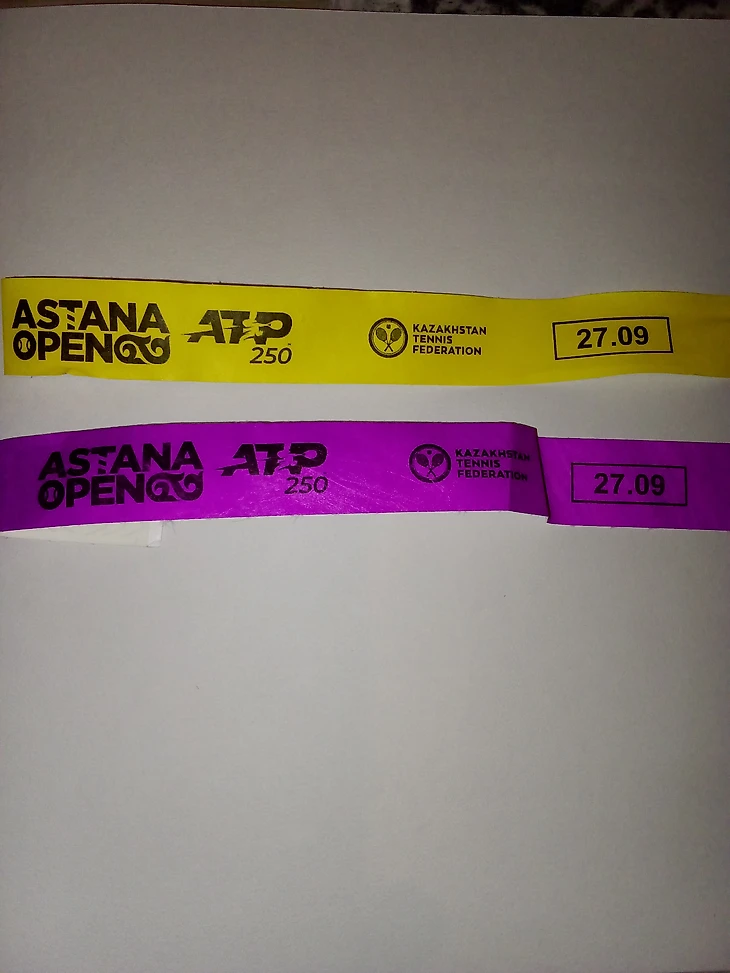 ASTANA
OPEN
ATP
250
KAZAKHSTAN
TENNIS
FEDERATION
27.09
ASTANA
OPEN
ATP
250
KAZAKHSTAN
TENNIS
FEDERATION
27.09